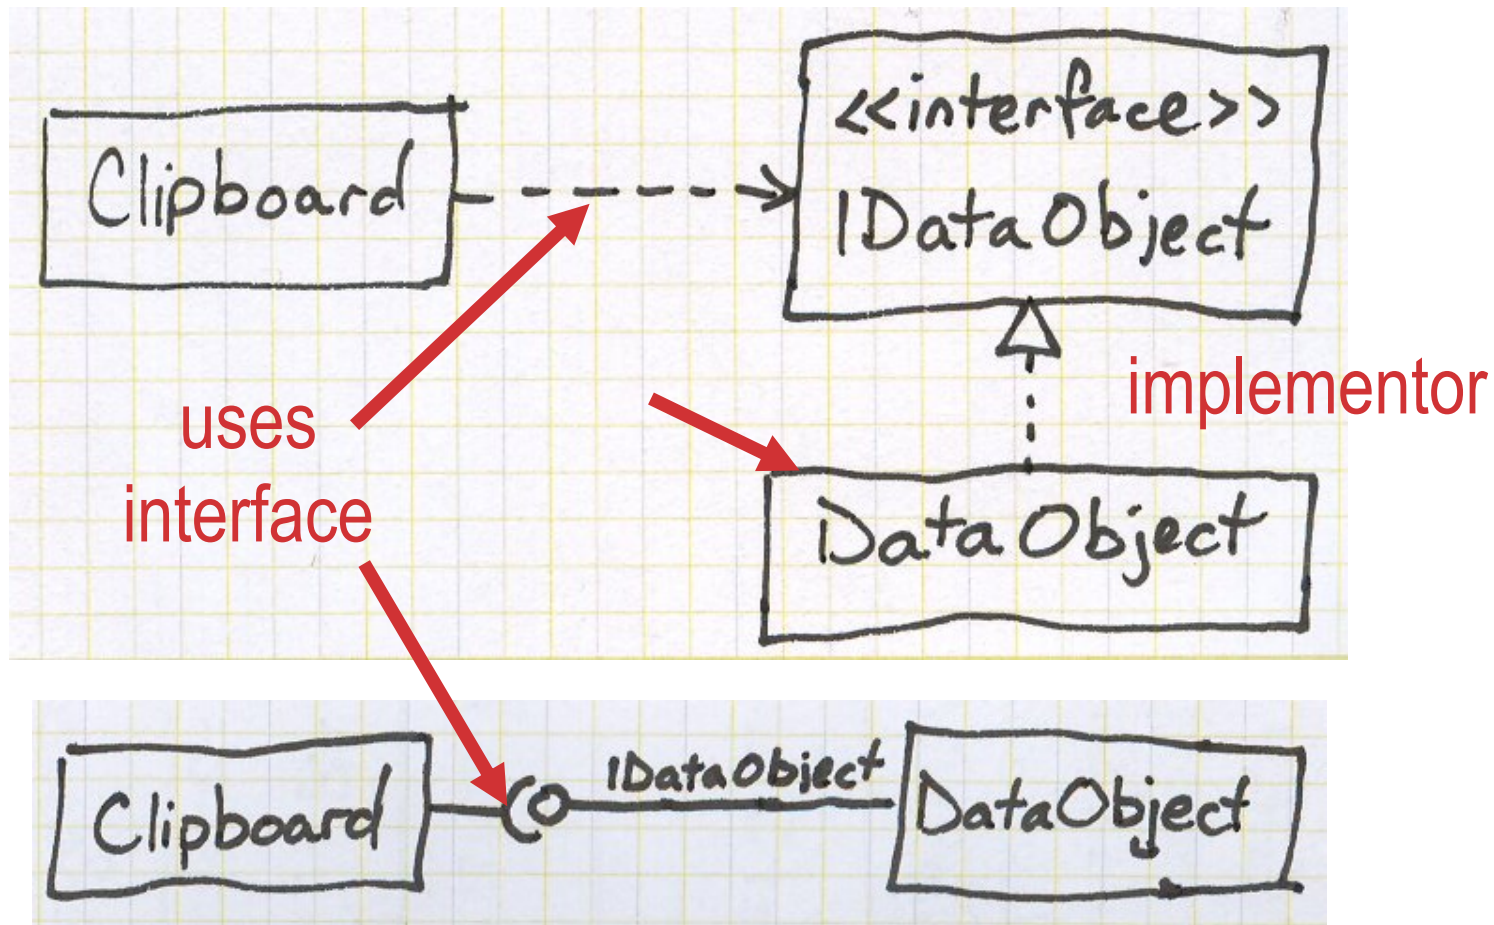 Clipboard
<<interface>>
IDataObject
implementor
uses
interface
DataObject
Clipboard
IDataObject
DataObject